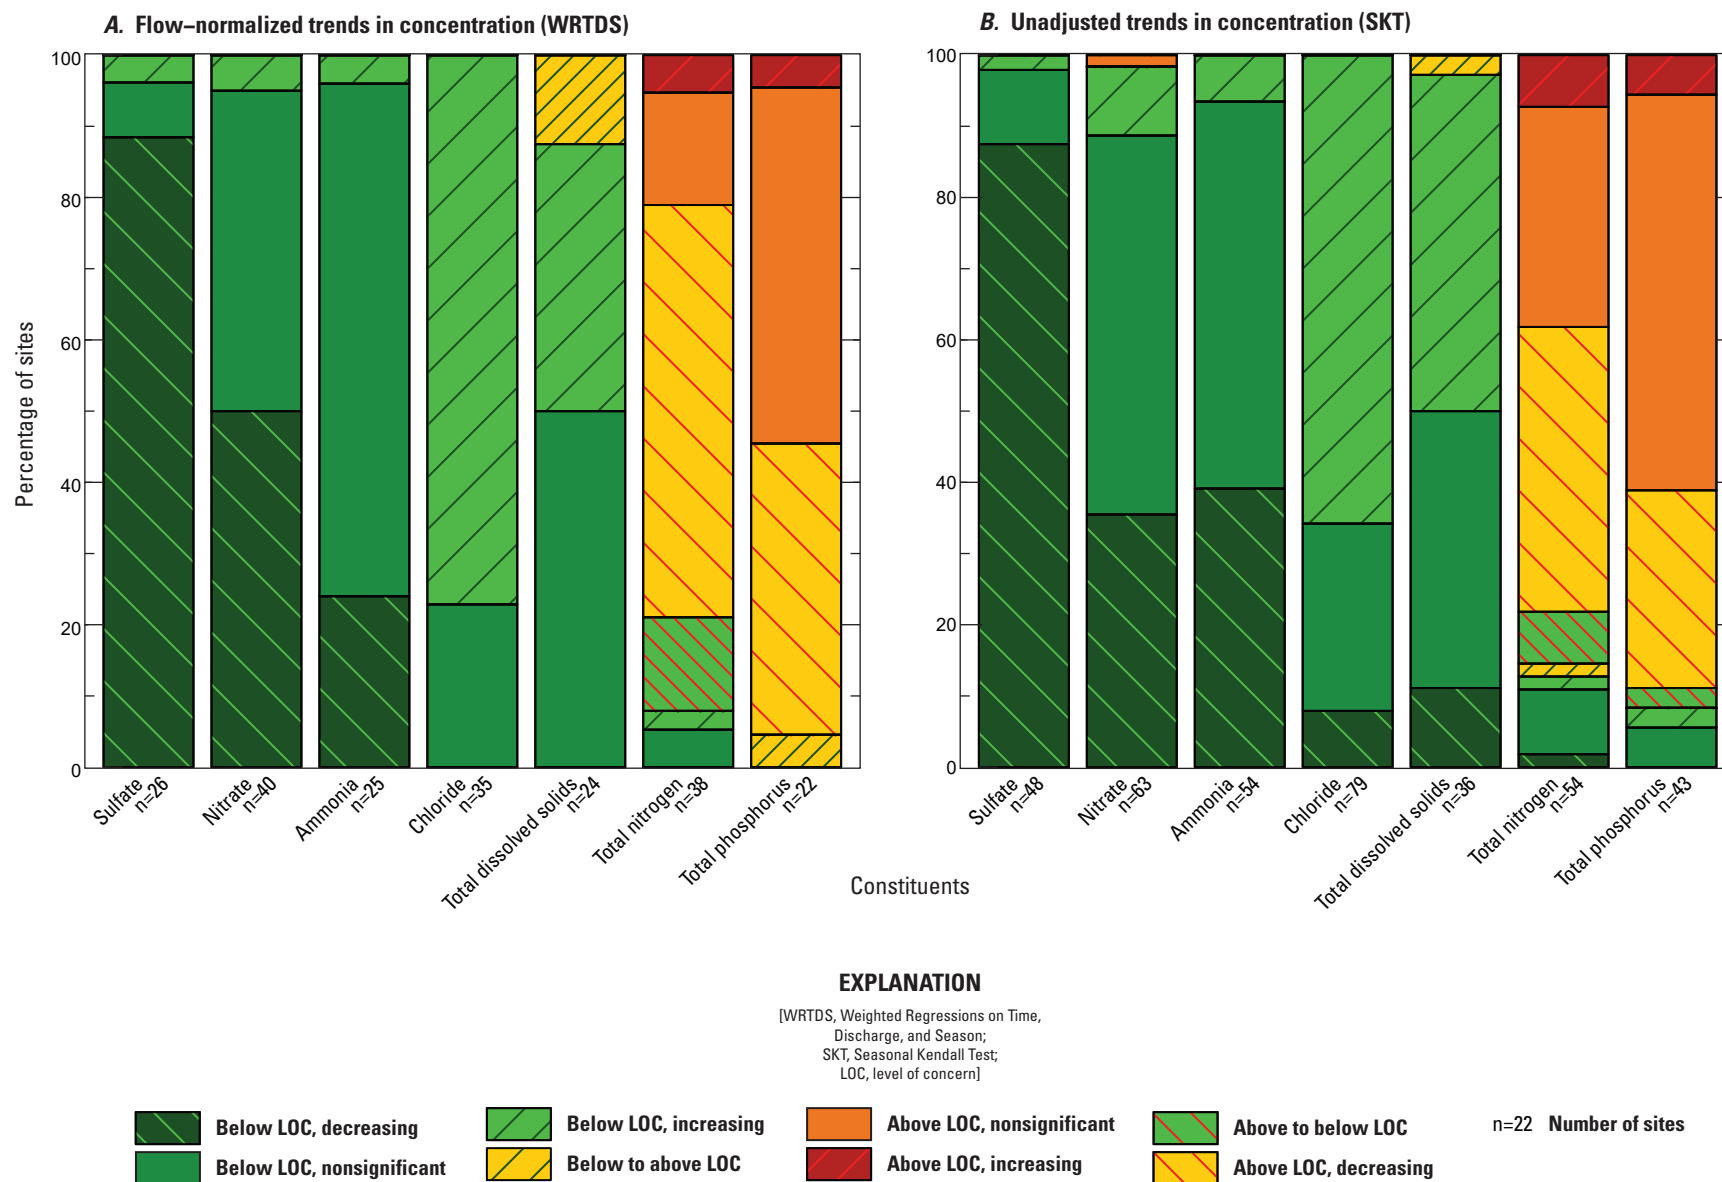 A. Flow–normalized trends in concentration (WRTDS)
B. Unadjusted trends in concentration (SKT)
Percentage of sites
100
80
60
40
20
0
100
80
60
40
20
0
Sulfate
n=26
Nitrate
n=40
Ammonia
n=25
Chloride
n=35
Total dissolved solids
n=24
Total nitrogen
n=38
Total phosphorus
n=22
Sulfate
n=48
Nitrate
n=63
Ammonia
n=54
Chloride
n=79
Total dissolved solids
n=36
Total nitrogen
n=54
Total phosphorus
n=43
Constituents
EXPLANATION
[WRTDS, Weighted Regressions on Time,
Discharge, and Season;
SKT, Seasonal Kendall Test;
LOC, level of concern]
Below LOC, decreasing
Below LOC, nonsignificant
Below LOC, increasing
Below to above LOC
Above LOC, nonsignificant
Above LOC, increasing
Above to below LOC
Above LOC, decreasing
n=22 Number of sites